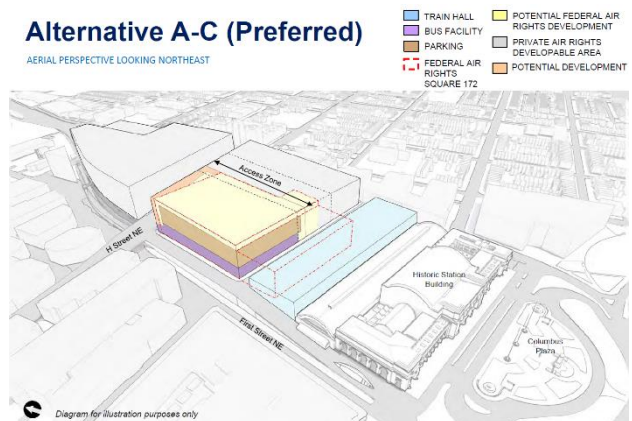 Alternative A-C (Preferred)
AERIAL PERSPECTIVE LOOKING NORTHEAST
TRAIN HALL
BUS FACILITY
PARKING
FEDERAL AIR
RIGHTS
SQUARE 172
POTENTIAL FEDERAL AIR
RIGHTS DEVELOPMENT
PRIVATE AIR RIGHTS
DEVELOPABLE AREA
POTENTIAL DEVELOPMENT
Access Zone
H Street NE
Historic Station
Building
First Street NE
Columbus
Plaza
Diagram for illustration purposes only